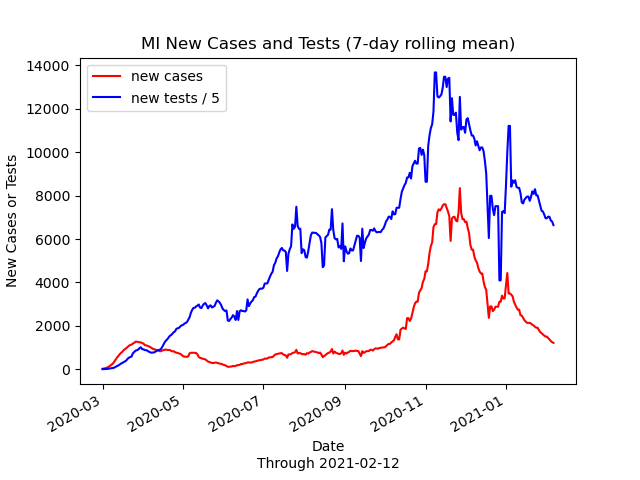 MI New Cases and Tests (7-day rolling mean)
new cases
new tests / 5
14000
12000
10000
8000
6000
4000
2000
0
New Cases or Tests
2020-03
2020-05
2020-07
2020-09
2020-11
2021-01
Date
Through 2021-02-12